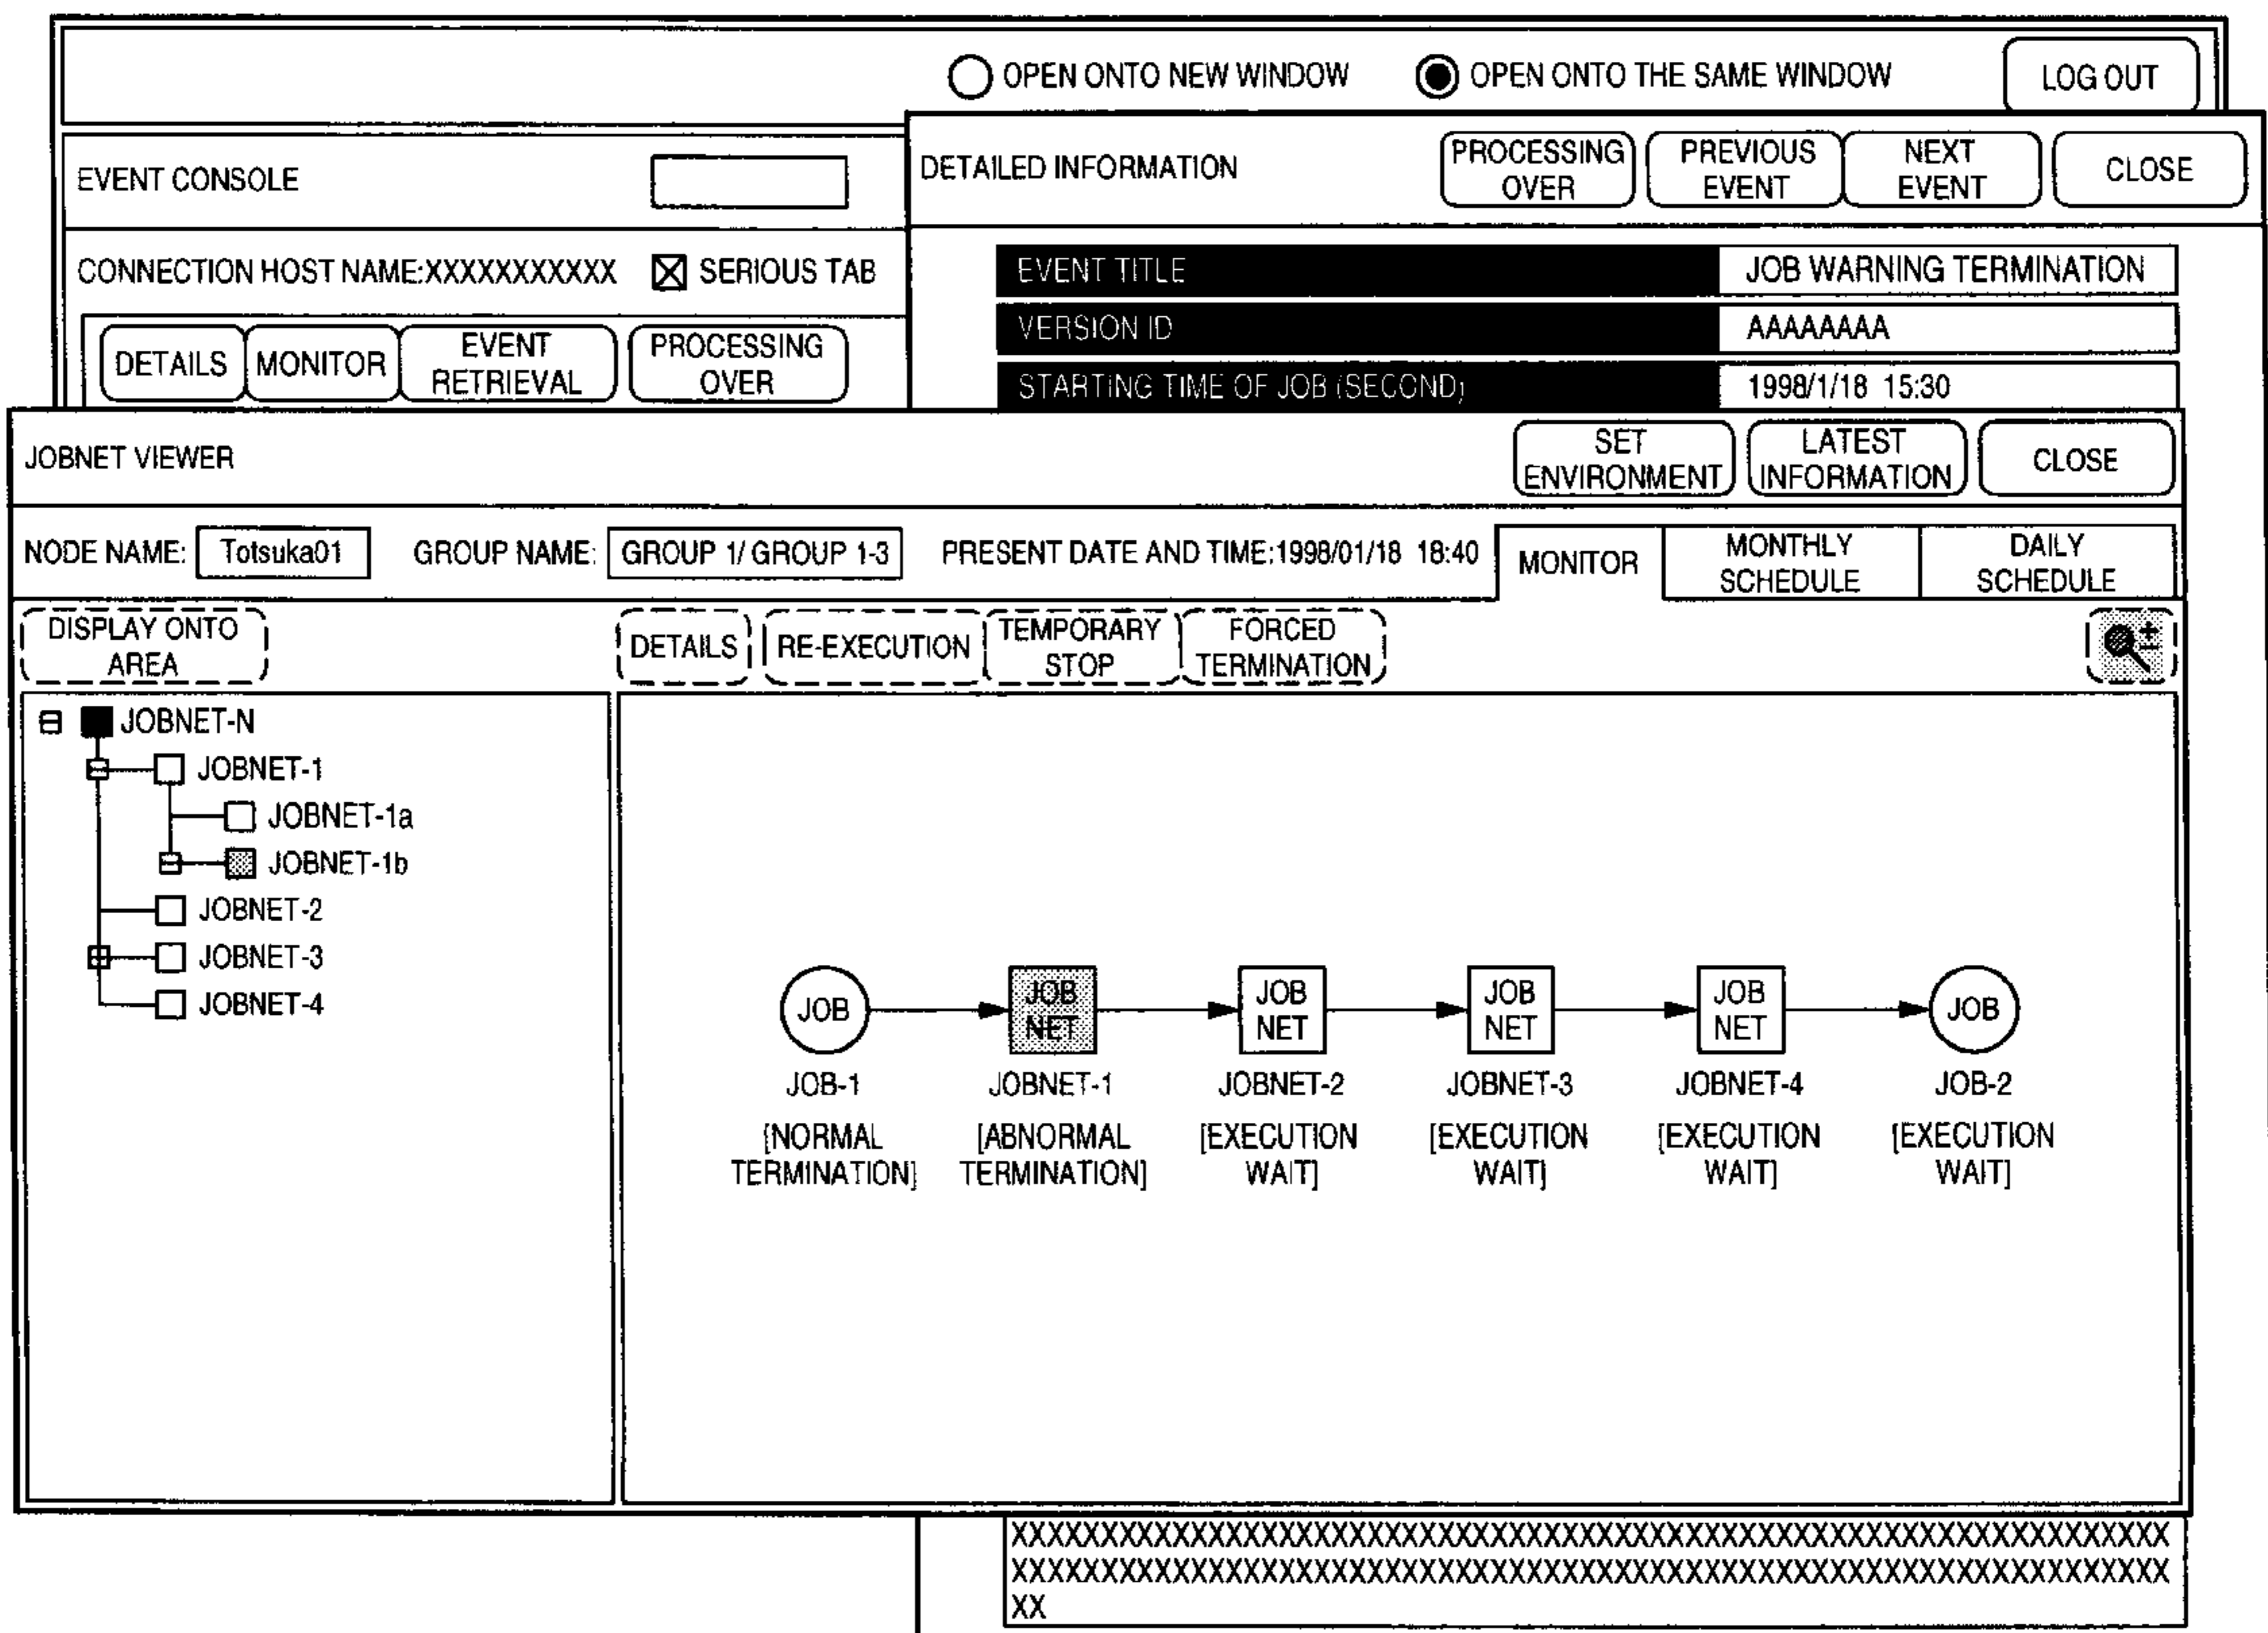 OPEN ONTO NEW WINDOW OPEN ONTO THE SAME WINDOW LOG OUT
EVENT CONSOLE
DETAILED INFORMATION
PROCESSING
OVER
PREVIOUS
EVENT
NEXT
EVENT
CLOSE
CONNECTION HOST NAME:XXXXXXXXXXX SERIOUS TAB
DETAILS
MONITOR
EVENT
RETRIEVAL
PROCESSING
OVER
EVENT TITLE JOB WARNING TERMINATION
VERSION ID AAAAAAAA
STARTING TIME OF JOB (SECOND) 1998/1/18 15:30
JOBNET VIEWER
SET
ENVIRONMENT
LATEST
INFORMATION
CLOSE
NODE NAME: Totsuka01 GROUP NAME: GROUP 1/ GROUP 1-3 PRESENT DATE AND TIME:1998/01/18 18:40
MONITOR
MONTHLY
SCHEDULE
DAILY
SCHEDULE
DISPLAY ONTO
AREA
DETAILS
RE-EXECUTION
TEMPORARY
STOP
FORCED
TERMINATION
JOBNET-N
JOBNET-1
JOBNET-1a
JOBNET-1b
JOBNET-2
JOBNET-3
JOBNET-4
JOB
JOB-1
[NORMAL
TERMINATION]
JOB
NET
JOBNET-1
[ABNORMAL
TERMINATION]
JOB
NET
JOBNET-2
[EXECUTION
WAIT]
JOB
NET
JOBNET-3
[EXECUTION
WAIT]
JOB
NET
JOBNET-4
[EXECUTION
WAIT]
JOB
JOB-2
[EXECUTION
WAIT]
XXXXXXXXXXXXXXXXXXXXXXXXXXXXXXXXXXXXXXXXXXXXXXXXXXXXXXXXXXXXXXXX
XXXXXXXXXXXXXXXXXXXXXXXXXXXXXXXXXXXXXXXXXXXXXXXXXXXXXXXXXXXXXXXX
XX